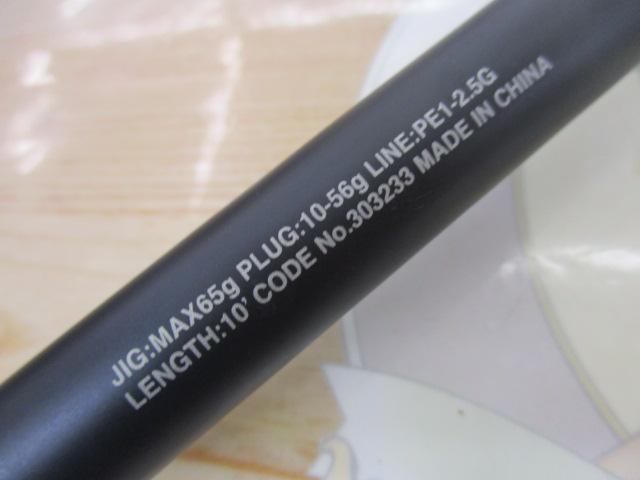 JIG:MAX65g PLUG:10-56g LINE:PE1-2.5G
LENGTH:10' CODE No.303233 MADE IN CHINA